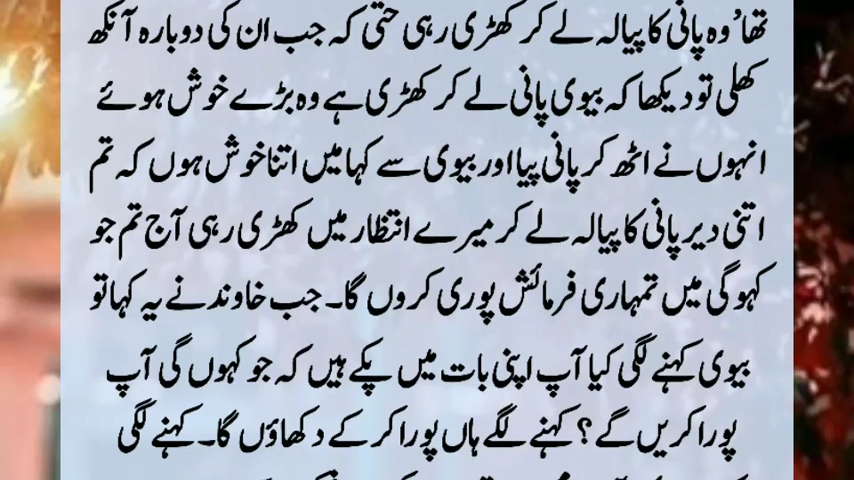 تھا' وہ پانی کا پیالہ لے کر کھڑی رہی حتیٰ کہ جب ان کی دوبارہ آنکھ
کھلی تو دیکھا کہ بیوی پانی لے کر کھڑی ہے وہ بڑے خوش ہوئے
انہوں نے اٹھ کر پانی پیا اور بیوی سے کہا میں اتنا خوش ہوں کہ تم
اتنی دیر پانی کا پیالہ لے کر میرے انتظار میں کھڑی رہی آج تم جو
کہو گی میں تمہاری فرمائش پوری کروں گا۔ جب خاوند نے یہ کہا تو
بیوی کہنے لگی کیا آپ اپنی بات میں پکے ہیں کہ جو کہوں گی آپ
پورا کریں گے؟ کہنے لگے ہاں پورا کر کے دکھاؤں گا۔ کہنے لگی